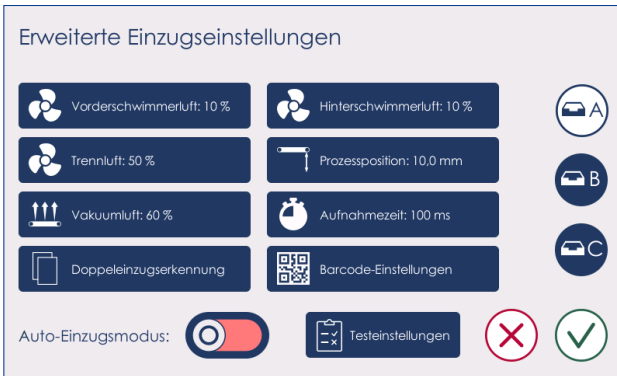 Erweiterte Einzugseinstellungen
Vorderschwimmerluft: 10 %
Hinterschwimmerluft: 10 %
A
Trennluft: 50 %
Prozessposition: 10,0 mm
B
Vakuumluft: 60 %
Aufnahmezeit: 100 ms
C
Doppeleinzugserkennung
Barcode-Einstellungen
Auto-Einzugsmodus:
Testeinstellungen